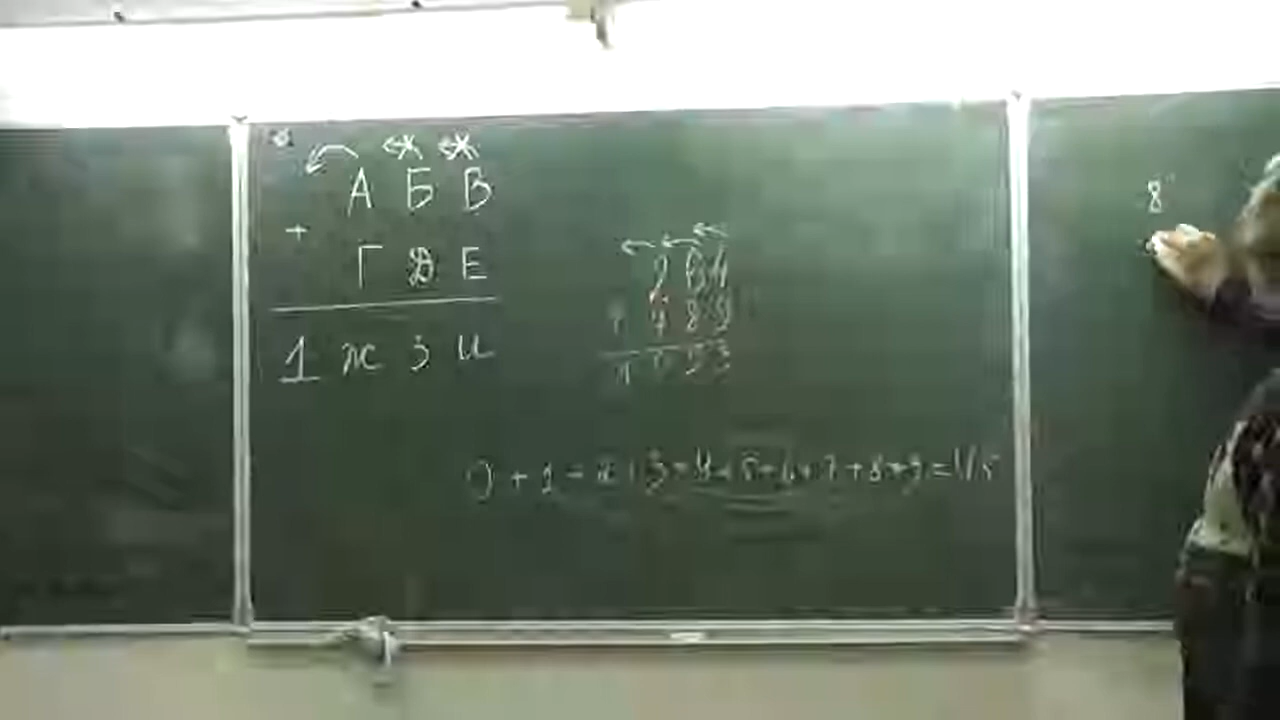 А Б В
+
Г Д Е
1 ж з и
8
0 + 1 + 2 + 3 + 4 + 5 + 6 + 7 + 8 + 9 = 45